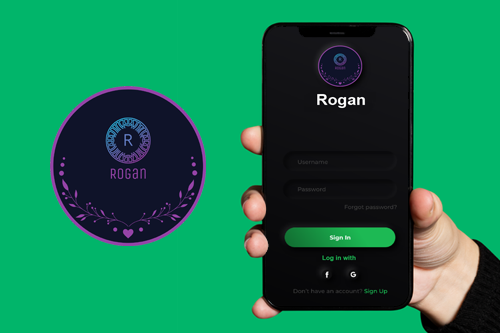 R
Rogan
Rogan
Username
Password
Forgot password?
Sign In
Log in with
f
G
Don't have an account? Sign Up